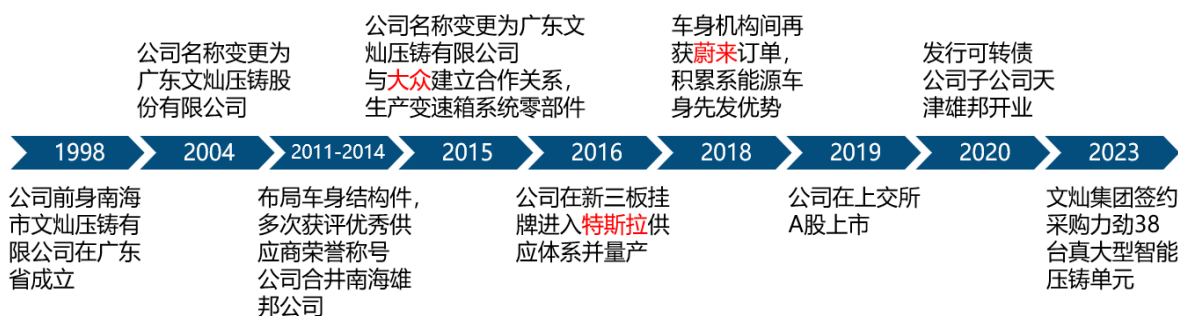 公司名称变更为
广东文灿压铸股
份有限公司
公司名称变更为广东文
灿压铸有限公司
与大众建立合作关系，
生产变速箱系统零部件
车身机构间再
获蔚来订单，
积累系能源车
身先发优势
发行可转债
公司子公司天
津雄邦开业
1998
2004
2011-2014
2015
2016
2018
2019
2020
2023
公司前身南海
市文灿压铸有
限公司在广东
省成立
布局车身结构件，
多次获评优秀供
应商荣誉称号
公司合井南海雄
邦公司
公司在新三板挂
牌进入特斯拉供
应体系并量产
公司在上交所
A股上市
文灿集团签约
采购力劲38
台真大型智能
压铸单元